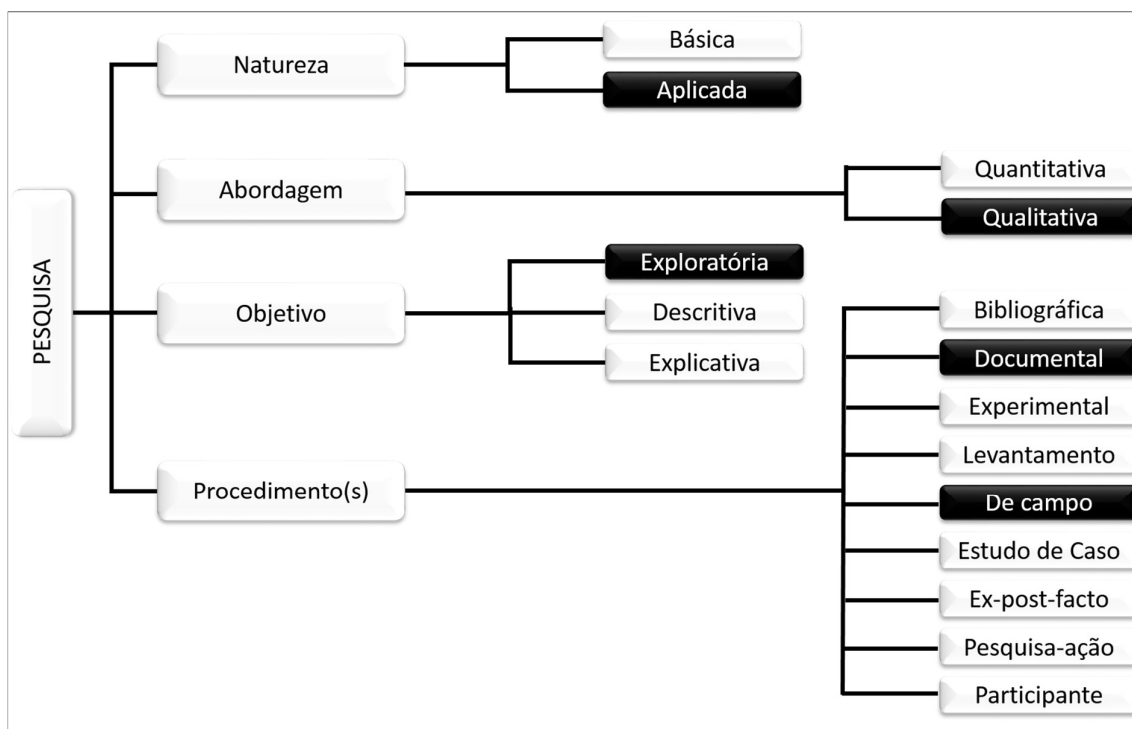 PESQUISA
Natureza
Básica
Aplicada
Abordagem
Quantitativa
Qualitativa
Objetivo
Exploratória
Descritiva
Explicativa
Procedimento(s)
Bibliográfica
Documental
Experimental
Levantamento
De campo
Estudo de Caso
Ex-post-facto
Pesquisa-ação
Participante